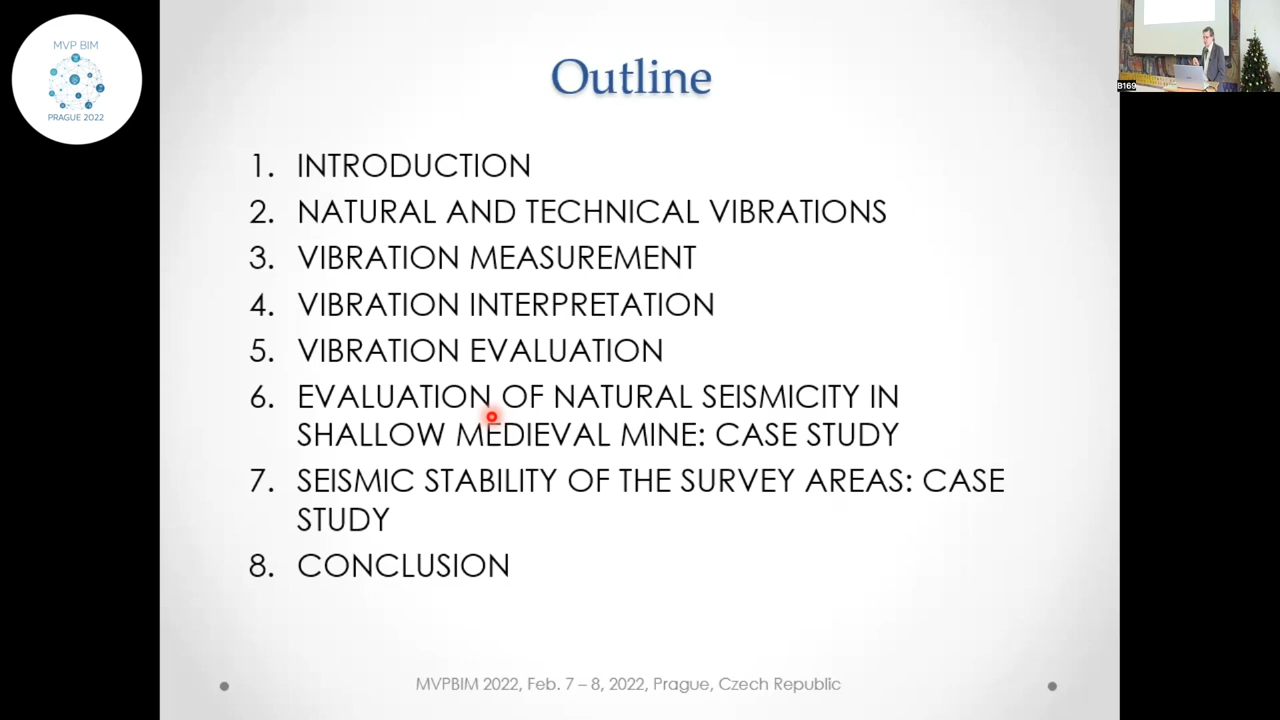 MVP BIM
PRAGUE 2022
B169
Outline
1. INTRODUCTION
2. NATURAL AND TECHNICAL VIBRATIONS
3. VIBRATION MEASUREMENT
4. VIBRATION INTERPRETATION
5. VIBRATION EVALUATION
6. EVALUATION OF NATURAL SEISMICITY IN
SHALLOW MEDIEVAL MINE: CASE STUDY
7. SEISMIC STABILITY OF THE SURVEY AREAS: CASE
STUDY
8. CONCLUSION
MVPBIM 2022, Feb. 7 – 8, 2022, Prague, Czech Republic